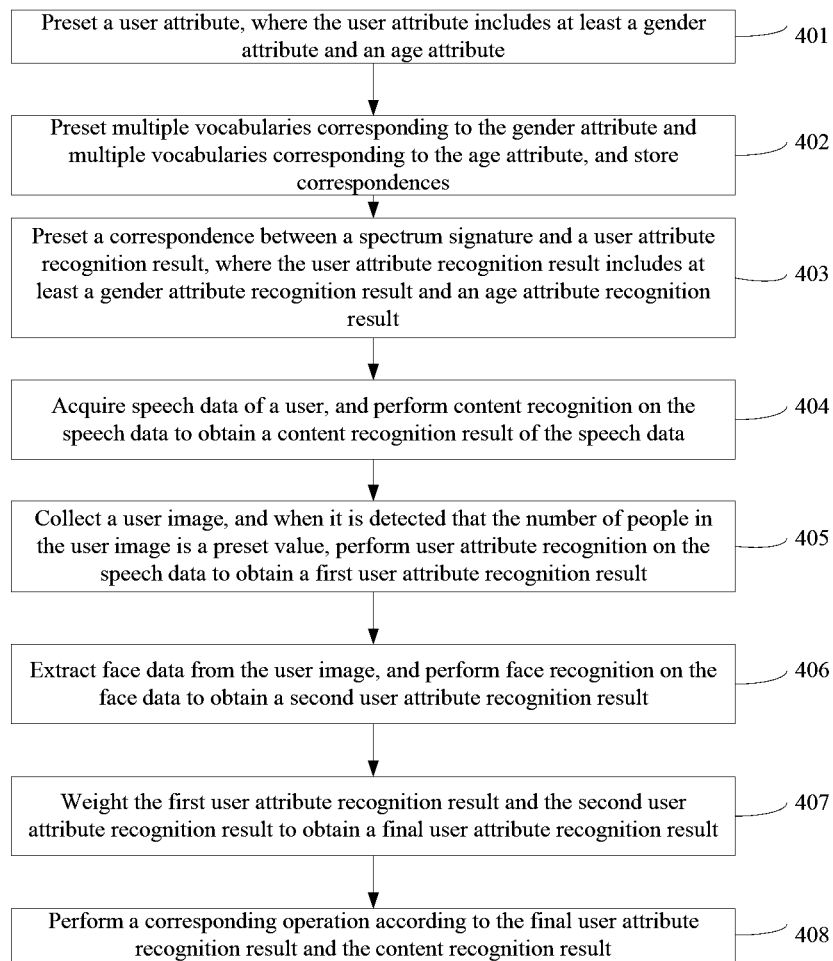 Preset a user attribute, where the user attribute includes at least a gender
attribute and an age attribute
401
Preset multiple vocabularies corresponding to the gender attribute and
multiple vocabularies corresponding to the age attribute, and store
correspondences
402
Preset a correspondence between a spectrum signature and a user attribute
recognition result, where the user attribute recognition result includes at
least a gender attribute recognition result and an age attribute recognition
result
403
Acquire speech data of a user, and perform content recognition on the
speech data to obtain a content recognition result of the speech data
404
Collect a user image, and when it is detected that the number of people in
the user image is a preset value, perform user attribute recognition on the
speech data to obtain a first user attribute recognition result
405
Extract face data from the user image, and perform face recognition on the
face data to obtain a second user attribute recognition result
406
Weight the first user attribute recognition result and the second user
attribute recognition result to obtain a final user attribute recognition result
407
Perform a corresponding operation according to the final user attribute
recognition result and the content recognition result
408